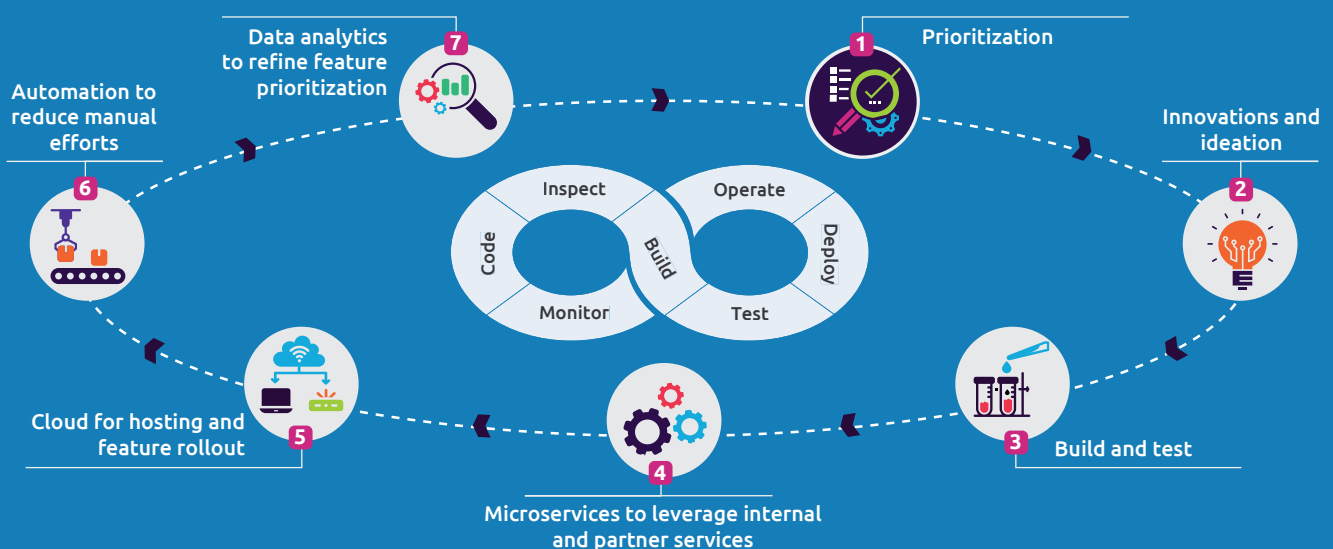 7
Data analytics
to refine feature
prioritization
1
Prioritization
Automation to
reduce manual
efforts
6
Innovations and
ideation
2
Inspect
Operate
Code
Build
Deploy
Monitor
Test
5
Cloud for hosting and
feature rollout
4
Microservices to leverage internal
and partner services
3
Build and test